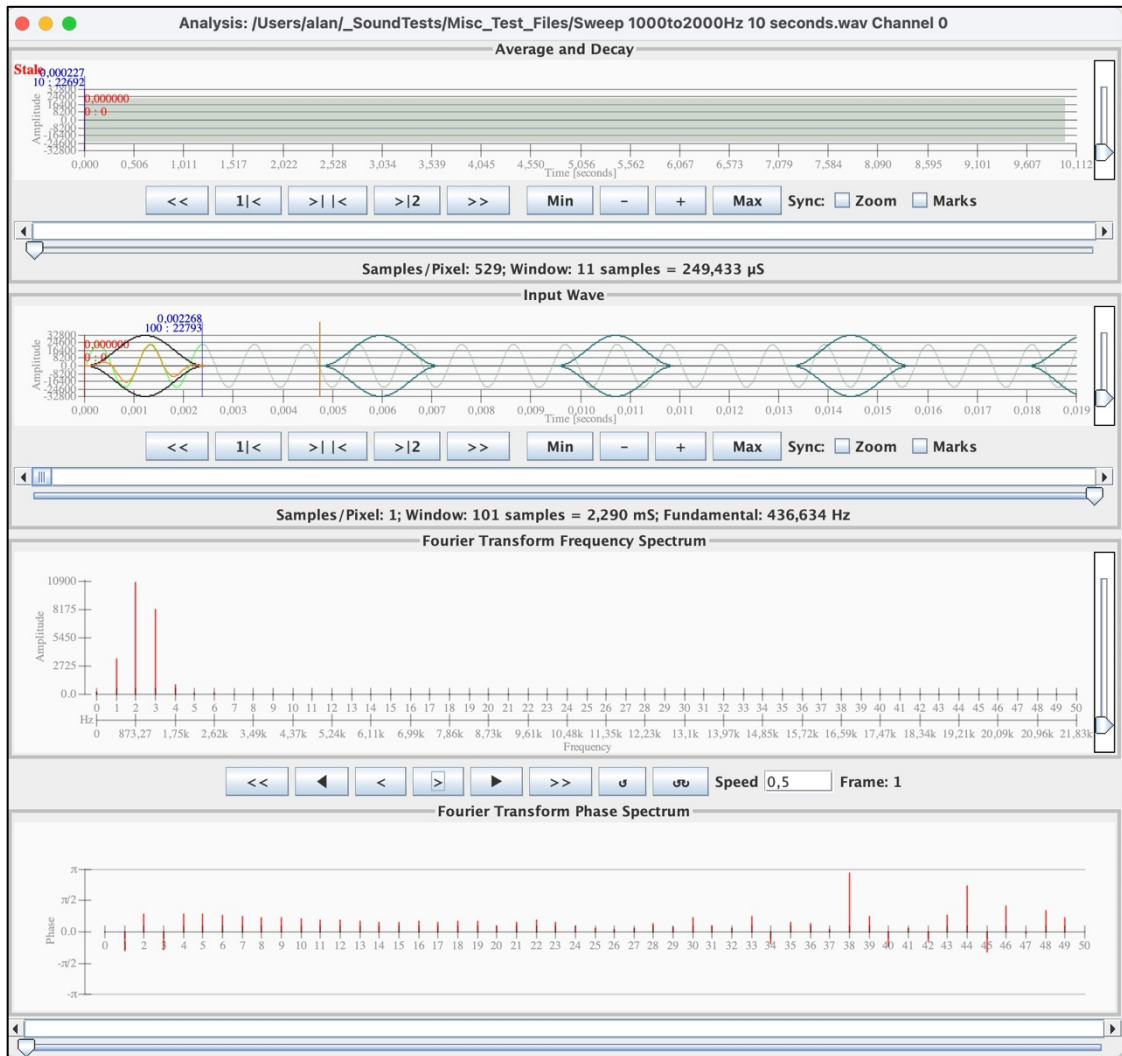 Analysis: /Users/alan/_SoundTests/Misc_Test_Files/Sweep 1000to2000Hz 10 seconds.wav Channel 0
Average and Decay
Stale
0,000227
10 : 22692
0,000000
0 : 0
Amplitude
32800
24600
16400
8200
0.0
-8200
-16400
-24600
-32800
0,000 0,506 1,011 1,517 2,022 2,528 3,034 3,539 4,045 4,550 5,056 5,562 6,067 6,573 7,079 7,584 8,090 8,595 9,101 9,607 10,112
Time [seconds]
<< 1|< >| |< >|2 >> Min - + Max Sync: Zoom Marks
Samples/Pixel: 529; Window: 11 samples = 249,433 µS
Input Wave
0,002268
100 : 22793
0,000000
0 : 0
Amplitude
32800
24600
16400
8200
0.0
-8200
-16400
-24600
-32800
0,000 0,001 0,002 0,003 0,004 0,005 0,006 0,007 0,008 0,009 0,010 0,011 0,011 0,012 0,013 0,014 0,015 0,016 0,017 0,018 0,019
Time [seconds]
<< 1|< >| |< >|2 >> Min - + Max Sync: Zoom Marks
Samples/Pixel: 1; Window: 101 samples = 2,290 mS; Fundamental: 436,634 Hz
Fourier Transform Frequency Spectrum
Amplitude
10900
8175
5450
2725
0.0
0 1 2 3 4 5 6 7 8 9 10 11 12 13 14 15 16 17 18 19 20 21 22 23 24 25 26 27 28 29 30 31 32 33 34 35 36 37 38 39 40 41 42 43 44 45 46 47 48 49 50
Hz
0 873,27 1,75k 2,62k 3,49k 4,37k 5,24k 6,11k 6,99k 7,86k 8,73k 9,61k 10,48k 11,35k 12,23k 13,1k 13,97k 14,85k 15,72k 16,59k 17,47k 18,34k 19,21k 20,09k 20,96k 21,83k
Frequency
<< ◀ < > ▶ >> ↺ ↺↻ Speed 0,5 Frame: 1
Fourier Transform Phase Spectrum
Phase
π
π/2
0.0
-π/2
-π
0 1 2 3 4 5 6 7 8 9 10 11 12 13 14 15 16 17 18 19 20 21 22 23 24 25 26 27 28 29 30 31 32 33 34 35 36 37 38 39 40 41 42 43 44 45 46 47 48 49 50